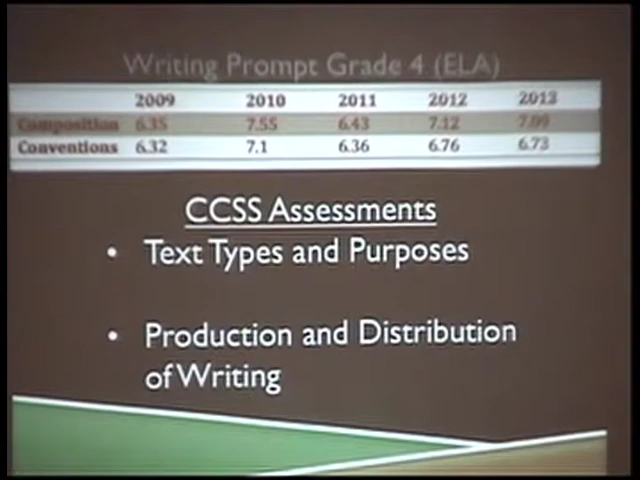 Writing Prompt Grade 4 (ELA)
2009 2010 2011 2012 2013
Composition 6.35 7.55 6.43 7.12 7.09
Conventions 6.32 7.1 6.36 6.76 6.73
CCSS Assessments
• Text Types and Purposes
• Production and Distribution
of Writing